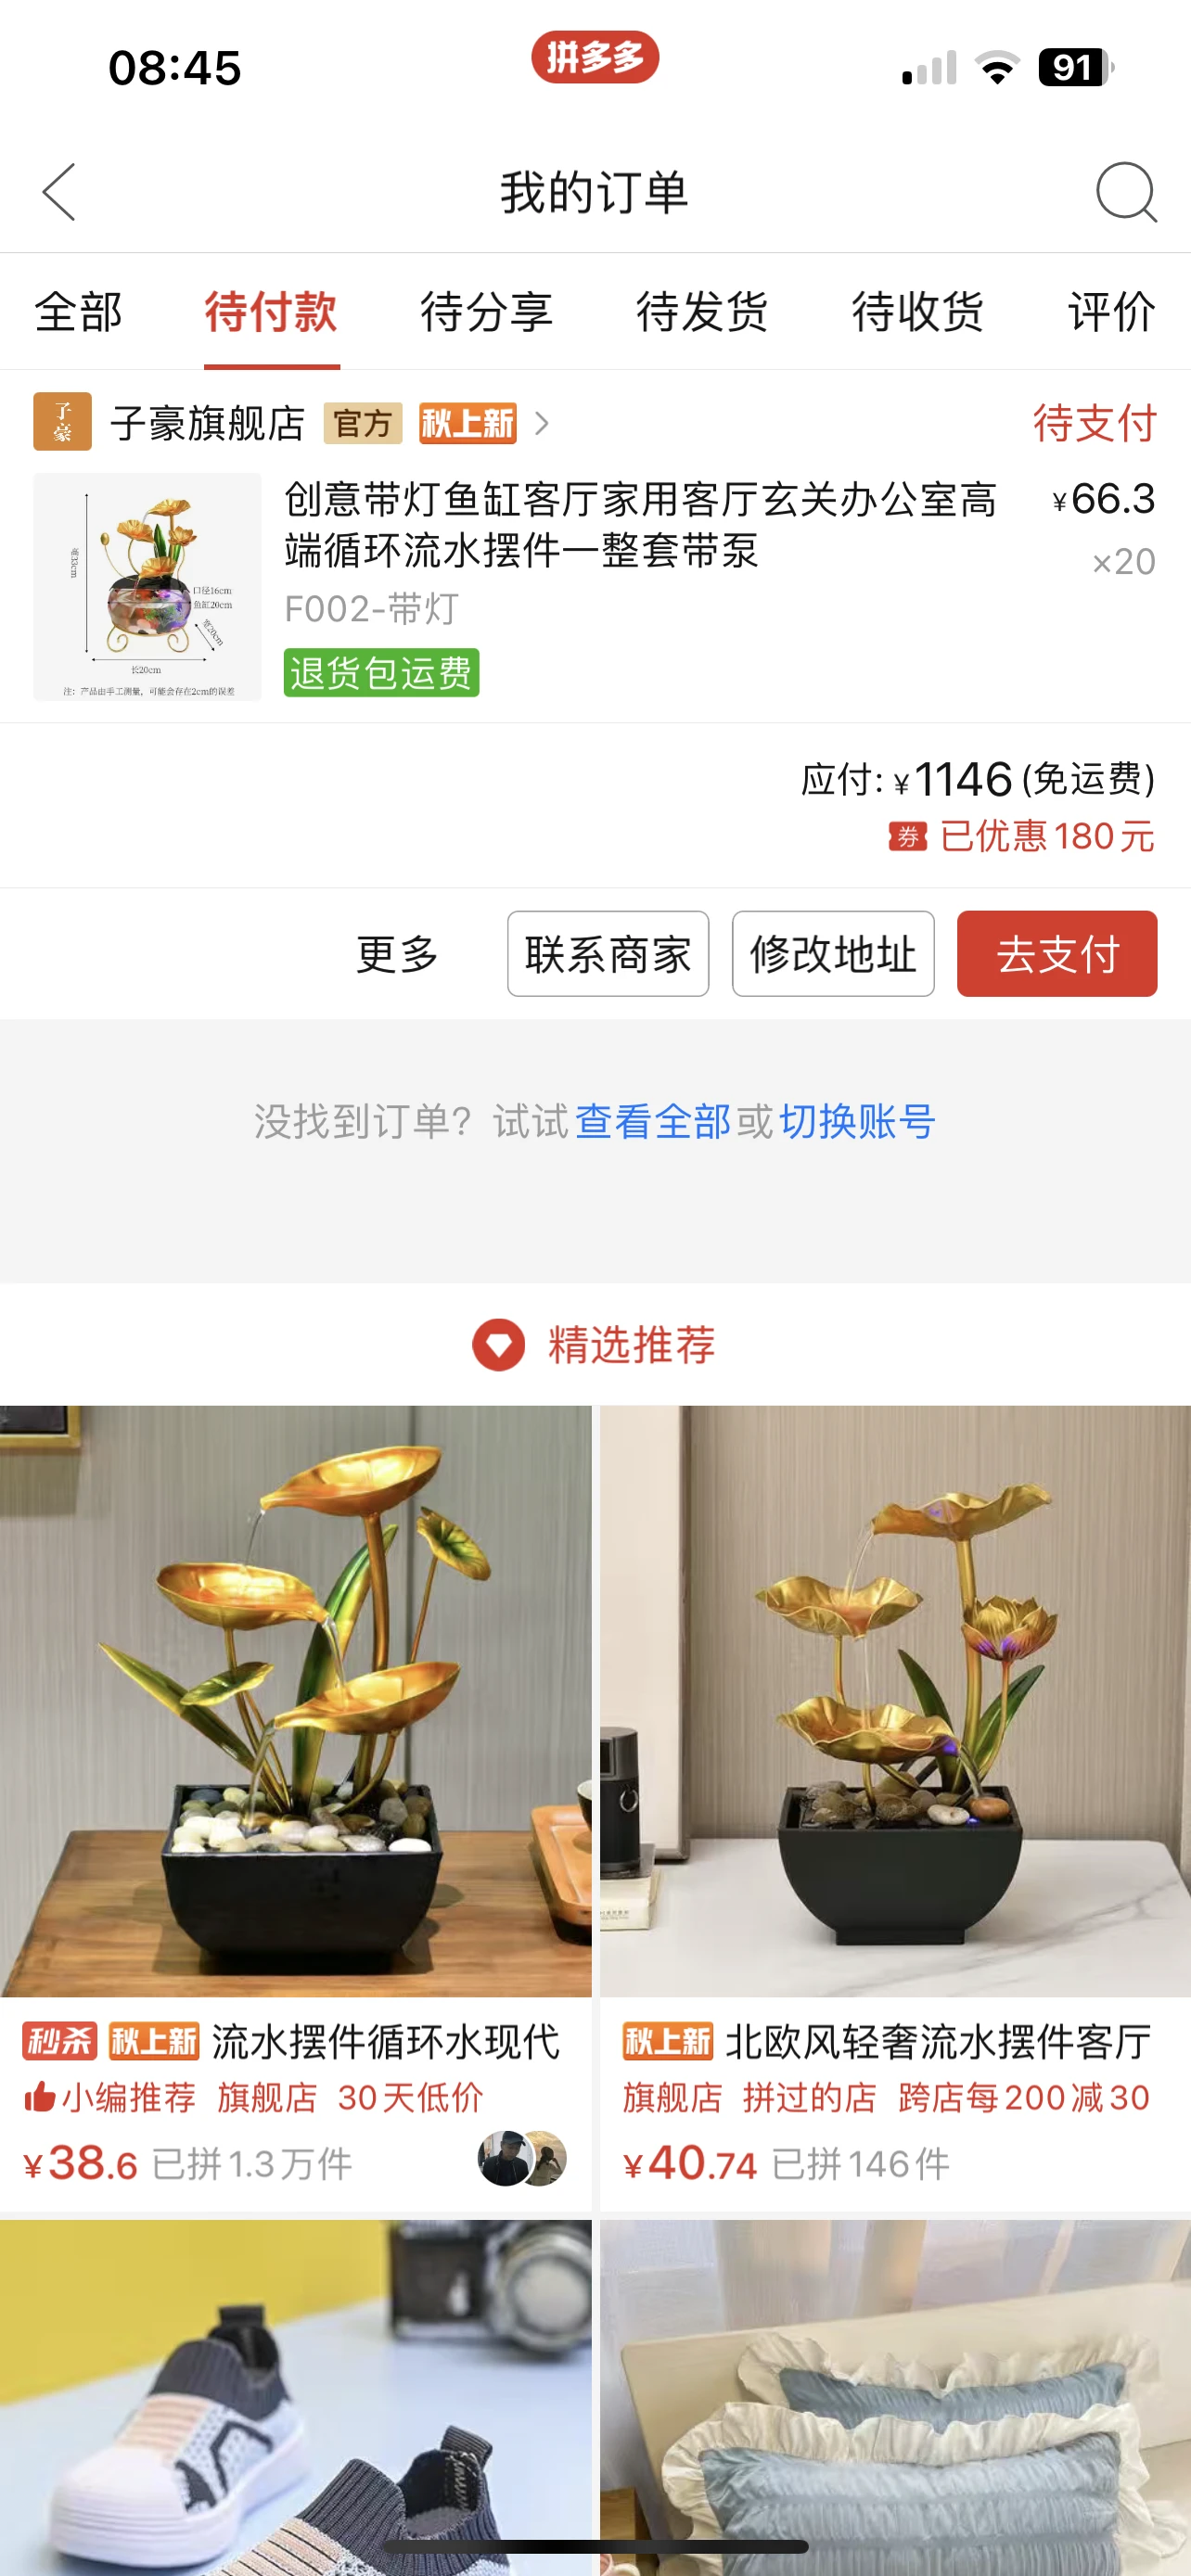 08:45
拼多多
91
我的订单
全部 待付款 待分享 待发货 待收货 评价
子豪 子豪旗舰店 官方 秋上新 待支付
创意带灯鱼缸客厅家用客厅玄关办公室高 ¥66.3
端循环流水摆件一整套带泵 ×20
F002-带灯
退货包运费
高33cm
口径16cm
鱼缸20cm
宽20cm
长20cm
注：产品由手工测量，可能会存在2cm的误差
应付: ¥1146 (免运费)
券 已优惠180元
更多 联系商家 修改地址 去支付
没找到订单？试试查看全部或切换账号
精选推荐
秒杀 秋上新 流水摆件循环水现代
小编推荐 旗舰店 30天低价
¥38.6 已拼1.3万件
秋上新 北欧风轻奢流水摆件客厅
旗舰店 拼过的店 跨店每200减30
¥40.74 已拼146件